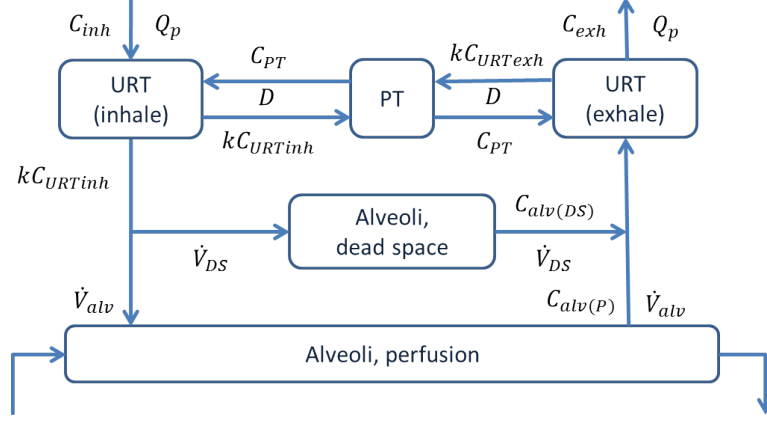 C_inh Q_p C_exh Q_p
C_PT kC_URTexh
URT
(inhale)
D
PT
D
URT
(exhale)
kC_URTinh C_PT
kC_URTinh
Alveoli,
dead space
C_alv(DS)
V̇_DS V̇_DS
V̇_alv C_alv(P) V̇_alv
Alveoli, perfusion